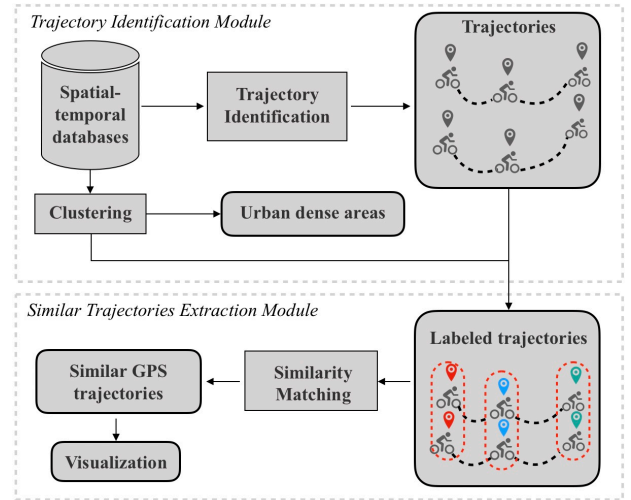 Trajectory Identification Module
Trajectories
Spatial-
temporal
databases
Trajectory
Identification
Clustering
Urban dense areas
Similar Trajectories Extraction Module
Labeled trajectories
Similar GPS
trajectories
Similarity
Matching
Visualization